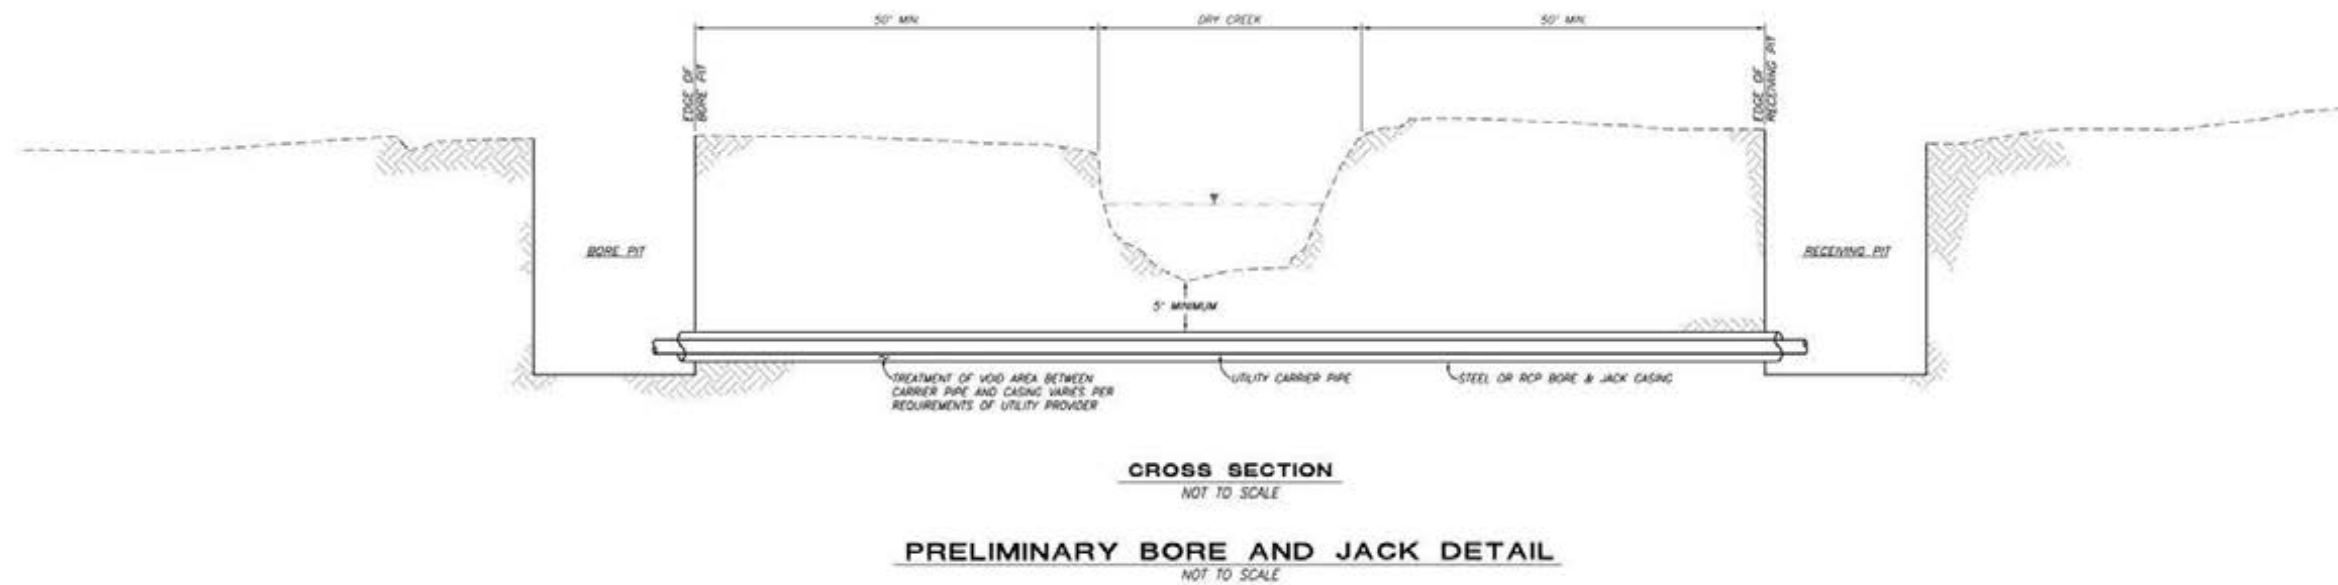 50' MIN.
DRY CREEK
50' MIN.
EDGE OF
BORE PIT
EDGE OF
RECEIVING PIT
BORE PIT
RECEIVING PIT
5' MINIMUM
TREATMENT OF VOID AREA BETWEEN
CARRIER PIPE AND CASING VARIES PER
REQUIREMENTS OF UTILITY PROVIDER
UTILITY CARRIER PIPE
STEEL OR RCP BORE & JACK CASING
CROSS SECTION
NOT TO SCALE
PRELIMINARY BORE AND JACK DETAIL
NOT TO SCALE